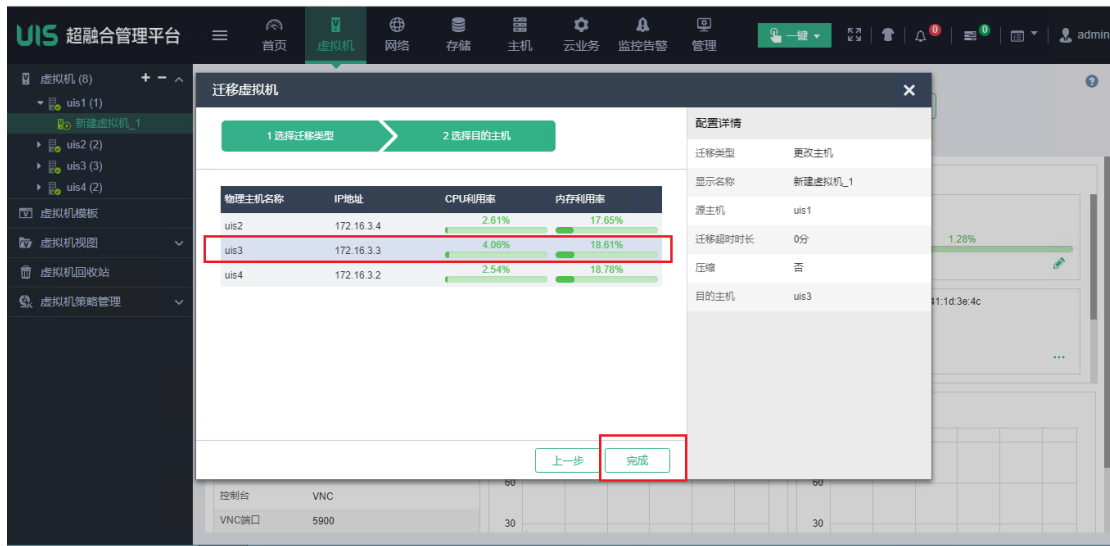 UIS 超融合管理平台
首页
虚拟机
网络
存储
主机
云业务
监控告警
管理
一键
0
0
admin
虚拟机 (8)
+ −
uis1 (1)
新建虚拟机_1
uis2 (2)
uis3 (3)
uis4 (2)
虚拟机模板
虚拟机视图
虚拟机回收站
虚拟机策略管理
迁移虚拟机
×
1 选择迁移类型
2 选择目的主机
物理主机名称 IP地址 CPU利用率 内存利用率
uis2 172.16.3.4 2.61% 17.65%
uis3 172.16.3.3 4.06% 18.61%
uis4 172.16.3.2 2.54% 18.78%
上一步
完成
配置详情
迁移类型 更改主机
显示名称 新建虚拟机_1
源主机 uis1
迁移超时时长 0分
压缩 否
目的主机 uis3
1.28%
41:1d:3e:4c
...
控制台 VNC
VNC端口 5900
60
30
60
30